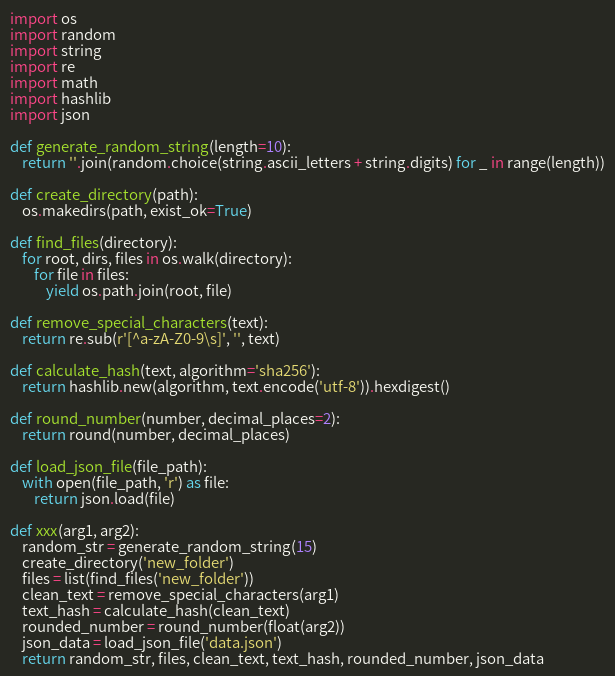 import os
import random
import string
import re
import math
import hashlib
import json

def generate_random_string(length=10):
    return ''.join(random.choice(string.ascii_letters + string.digits) for _ in range(length))

def create_directory(path):
    os.makedirs(path, exist_ok=True)

def find_files(directory):
    for root, dirs, files in os.walk(directory):
        for file in files:
            yield os.path.join(root, file)

def remove_special_characters(text):
    return re.sub(r'[^a-zA-Z0-9\s]', '', text)

def calculate_hash(text, algorithm='sha256'):
    return hashlib.new(algorithm, text.encode('utf-8')).hexdigest()

def round_number(number, decimal_places=2):
    return round(number, decimal_places)

def load_json_file(file_path):
    with open(file_path, 'r') as file:
        return json.load(file)

def xxx(arg1, arg2):
    random_str = generate_random_string(15)
    create_directory('new_folder')
    files = list(find_files('new_folder'))
    clean_text = remove_special_characters(arg1)
    text_hash = calculate_hash(clean_text)
    rounded_number = round_number(float(arg2))
    json_data = load_json_file('data.json')
    return random_str, files, clean_text, text_hash, rounded_number, json_data